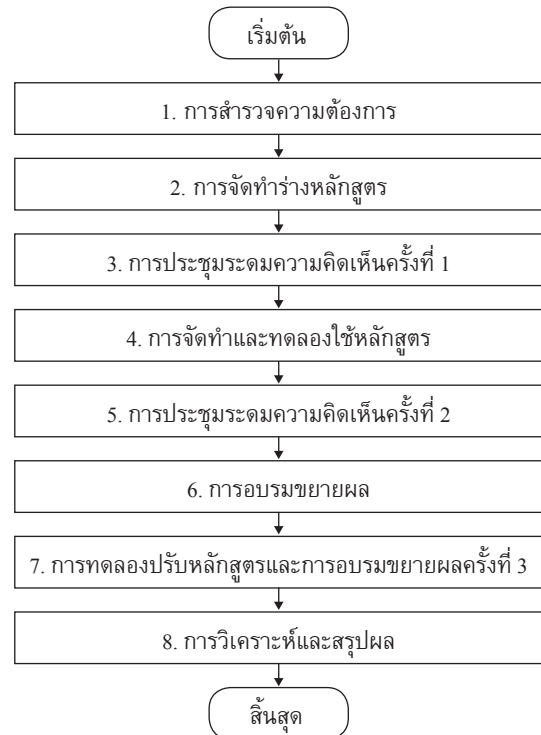 เริ่มต้น
1. การสำรวจความต้องการ
2. การจัดทำร่างหลักสูตร
3. การประชุมระดมความคิดเห็นครั้งที่ 1
4. การจัดทำและทดลองใช้หลักสูตร
5. การประชุมระดมความคิดเห็นครั้งที่ 2
6. การอบรมขยายผล
7. การทดลองปรับหลักสูตรและการอบรมขยายผลครั้งที่ 3
8. การวิเคราะห์และสรุปผล
สิ้นสุด